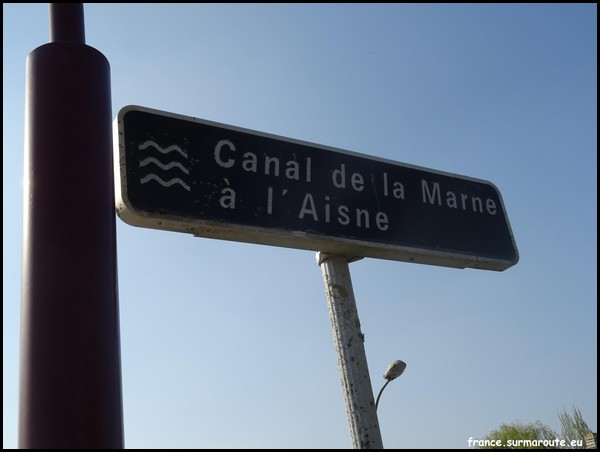 Canal de la Marne
à l'Aisne
france.surmaroute.eu